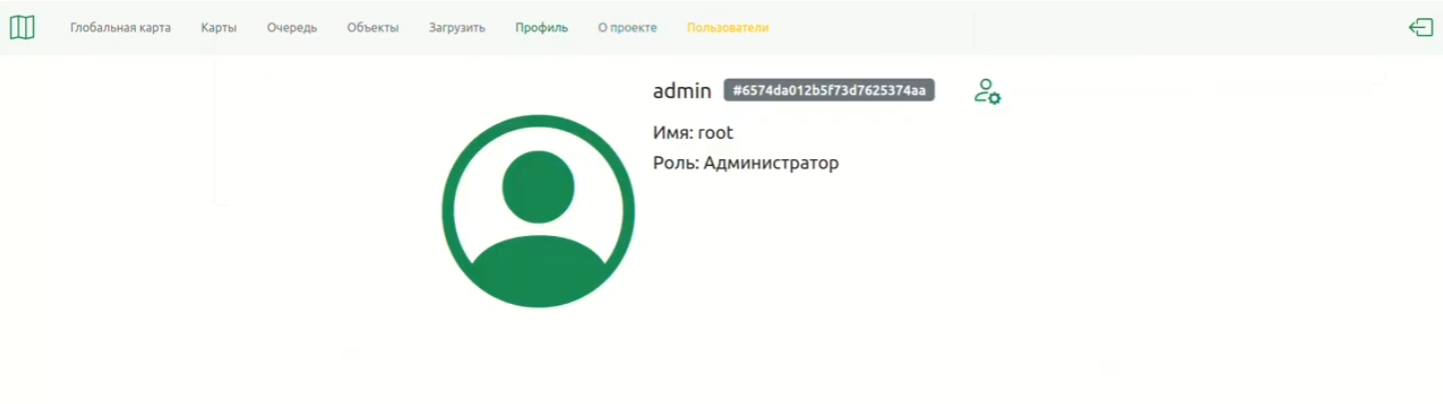 Глобальная карта Карты Очередь Объекты Загрузить Профиль О проекте Пользователи
admin #6574da012b5f73d7625374aa
Имя: root
Роль: Администратор